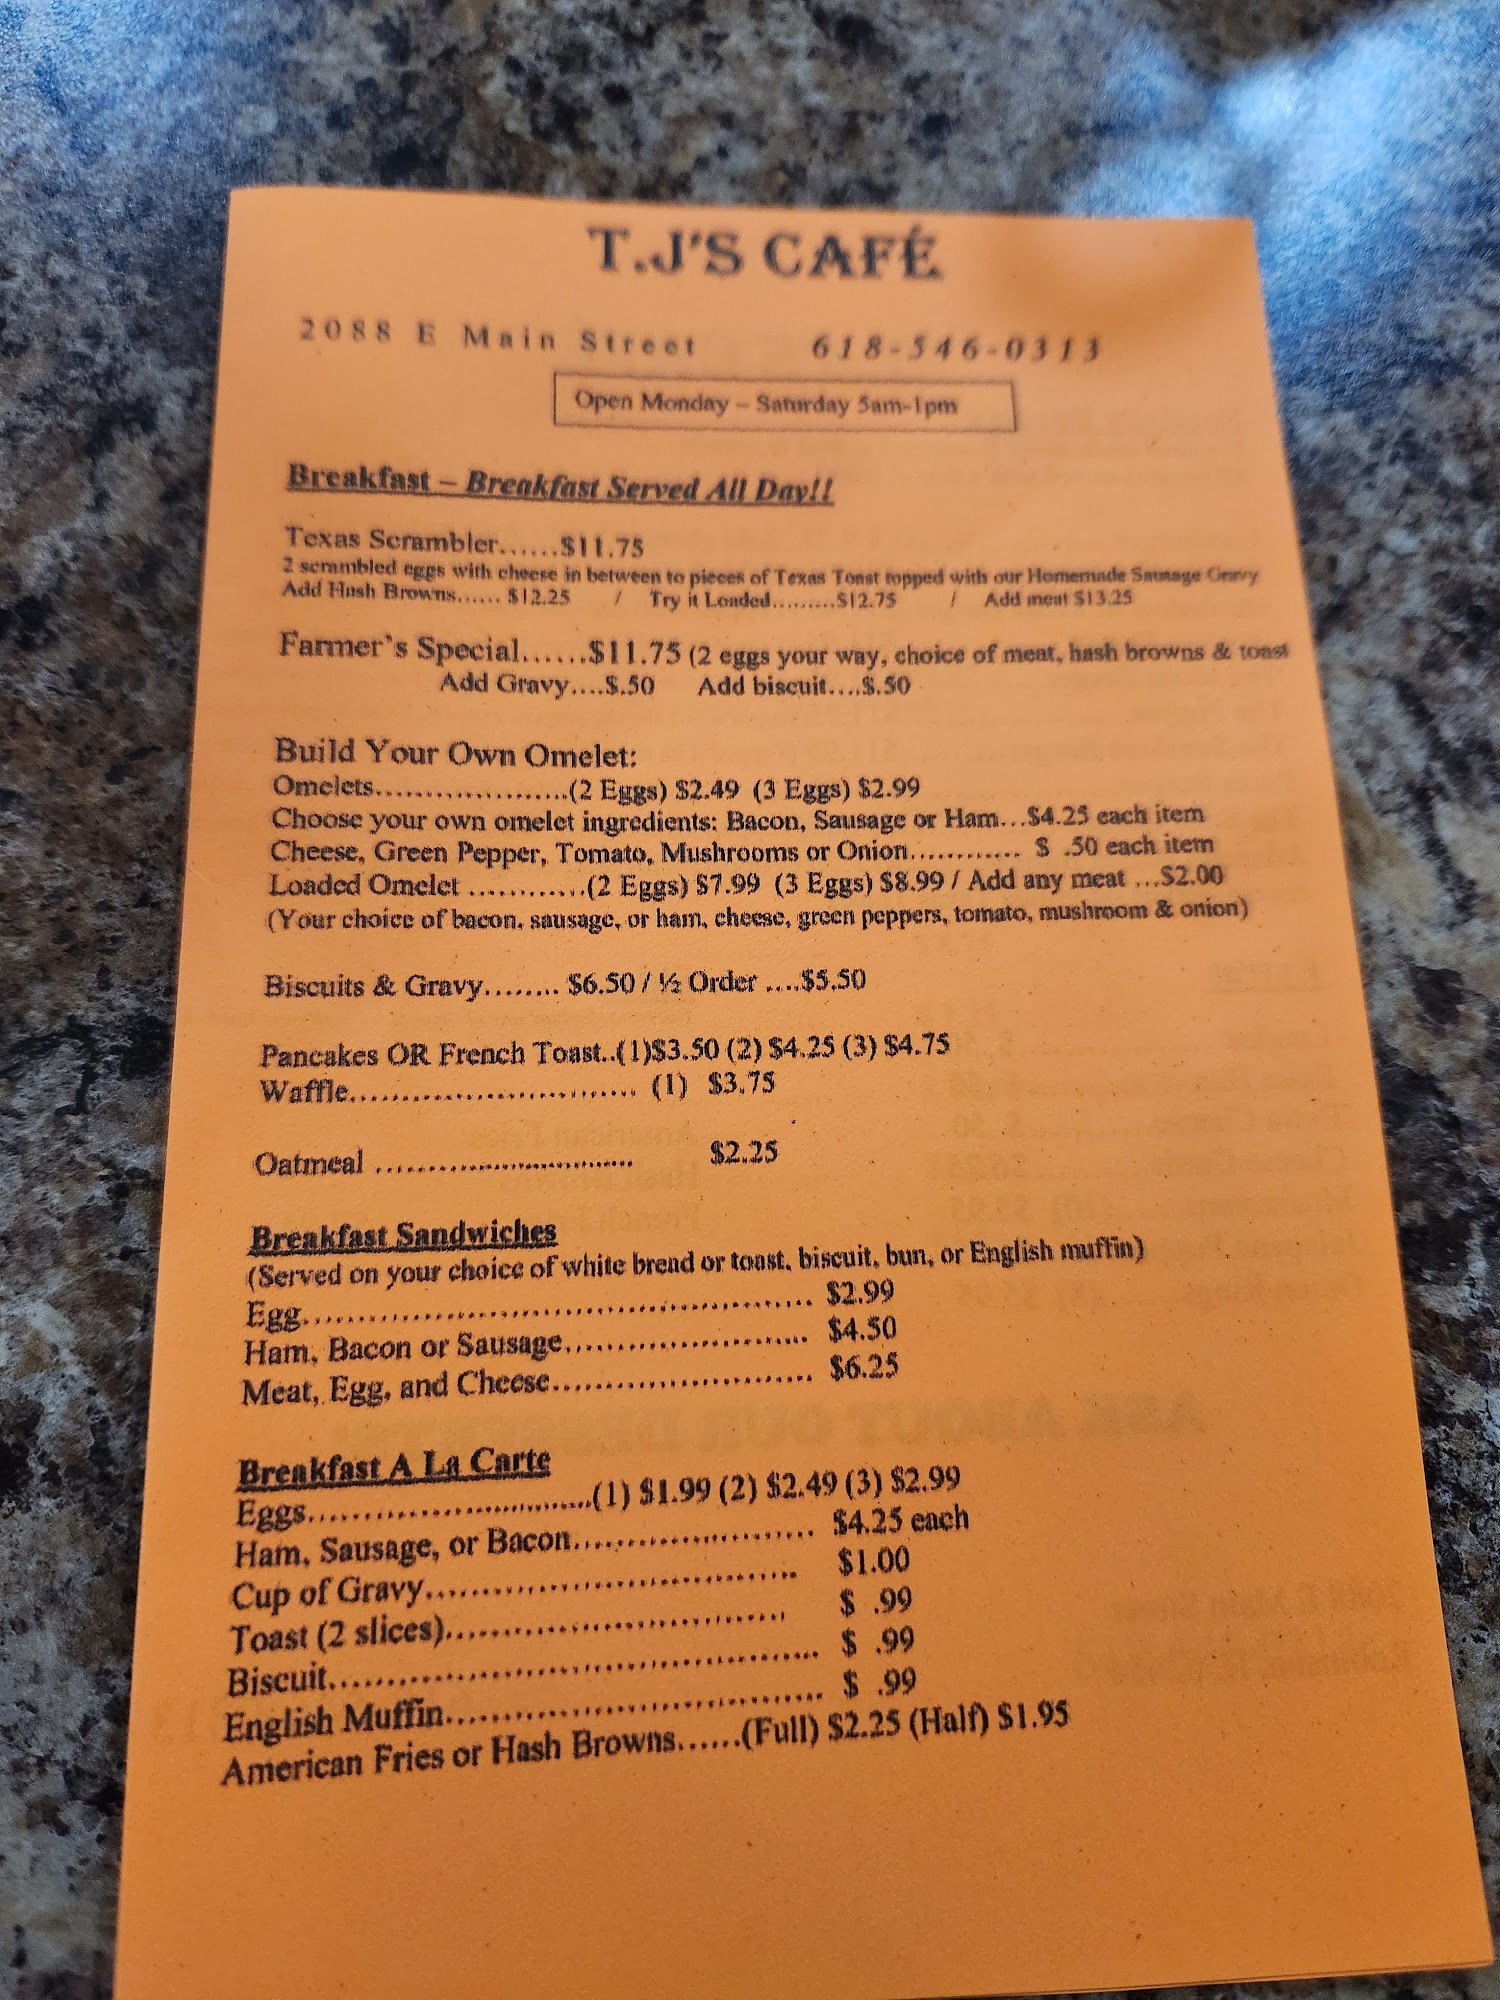 T.J'S CAFÉ
2088 E Main Street 618-546-0313
Open Monday – Saturday 5am-1pm
Breakfast – Breakfast Served All Day!!
Texas Scrambler……$11.75
2 scrambled eggs with cheese in between to pieces of Texas Toast topped with our Homemade Sausage Gravy
Add Hash Browns…… $12.25 / Try it Loaded………$12.75 / Add meat $13.25
Farmer's Special……$11.75 (2 eggs your way, choice of meat, hash browns & toast
Add Gravy….$.50 Add biscuit….$.50
Build Your Own Omelet:
Omelets…………………(2 Eggs) $2.49 (3 Eggs) $2.99
Choose your own omelet ingredients: Bacon, Sausage or Ham…$4.25 each item
Cheese, Green Pepper, Tomato, Mushrooms or Onion………… $ .50 each item
Loaded Omelet …………(2 Eggs) $7.99 (3 Eggs) $8.99 / Add any meat …$2.00
(Your choice of bacon, sausage, or ham, cheese, green peppers, tomato, mushroom & onion)
Biscuits & Gravy…….. $6.50 / ½ Order ….$5.50
Pancakes OR French Toast..(1)$3.50 (2) $4.25 (3) $4.75
Waffle………………………… (1) $3.75
Oatmeal ………………………… $2.25
Breakfast Sandwiches
(Served on your choice of white bread or toast, biscuit, bun, or English muffin)
Egg…………………………………………… $2.99
Ham, Bacon or Sausage……………………… $4.50
Meat, Egg, and Cheese……………………… $6.25
Breakfast A La Carte
Eggs…………………………(1) $1.99 (2) $2.49 (3) $2.99
Ham, Sausage, or Bacon……………………… $4.25 each
Cup of Gravy………………………………… $1.00
Toast (2 slices)……………………………… $ .99
Biscuit…………………………………………… $ .99
English Muffin………………………………… $ .99
American Fries or Hash Browns……(Full) $2.25 (Half) $1.95